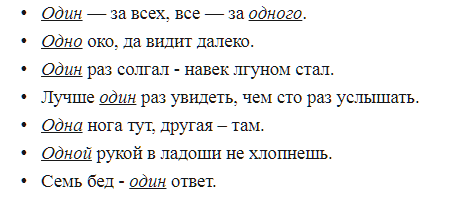 • Один — за всех, все — за одного.
• Одно око, да видит далеко.
• Один раз солгал - навек лгуном стал.
• Лучше один раз увидеть, чем сто раз услышать.
• Одна нога тут, другая – там.
• Одной рукой в ладоши не хлопнешь.
• Семь бед - один ответ.